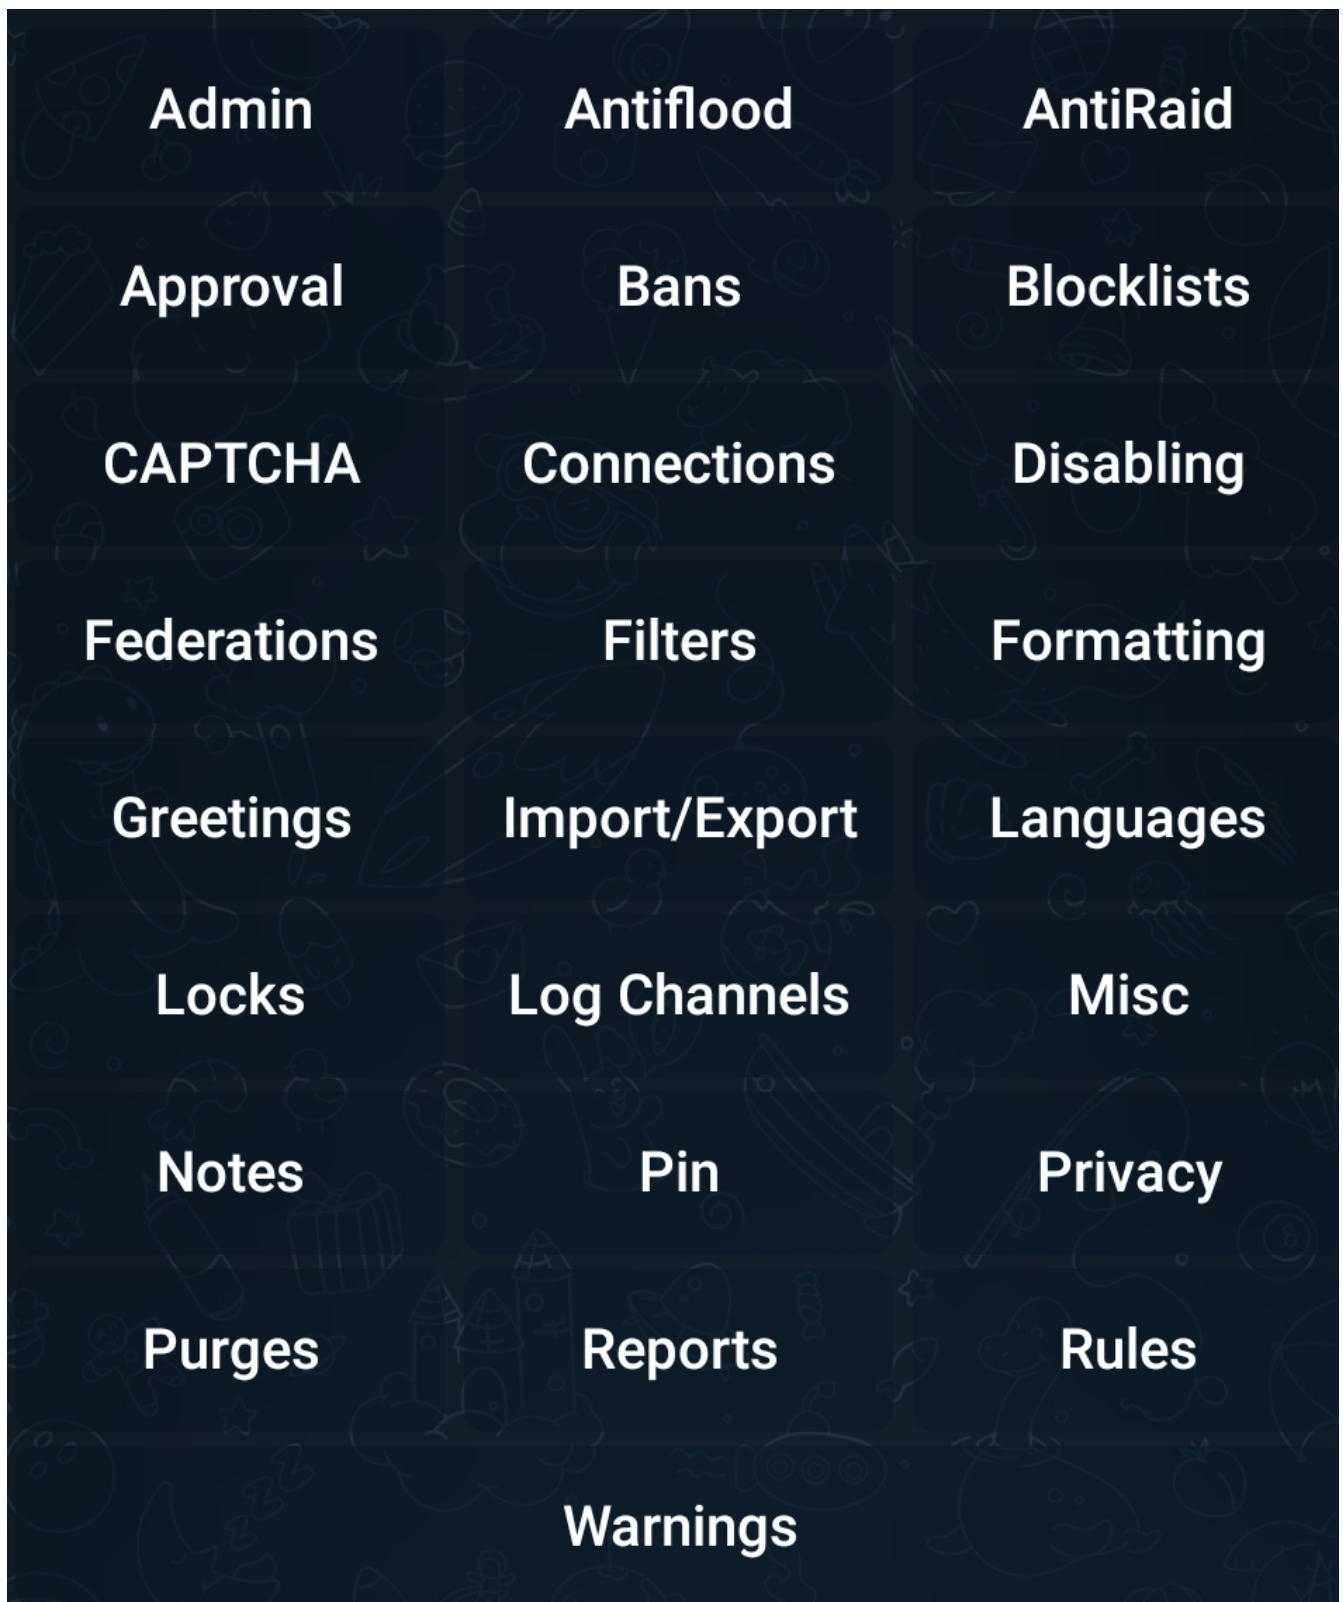 Admin Antiflood AntiRaid
Approval Bans Blocklists
CAPTCHA Connections Disabling
Federations Filters Formatting
Greetings Import/Export Languages
Locks Log Channels Misc
Notes Pin Privacy
Purges Reports Rules
Warnings